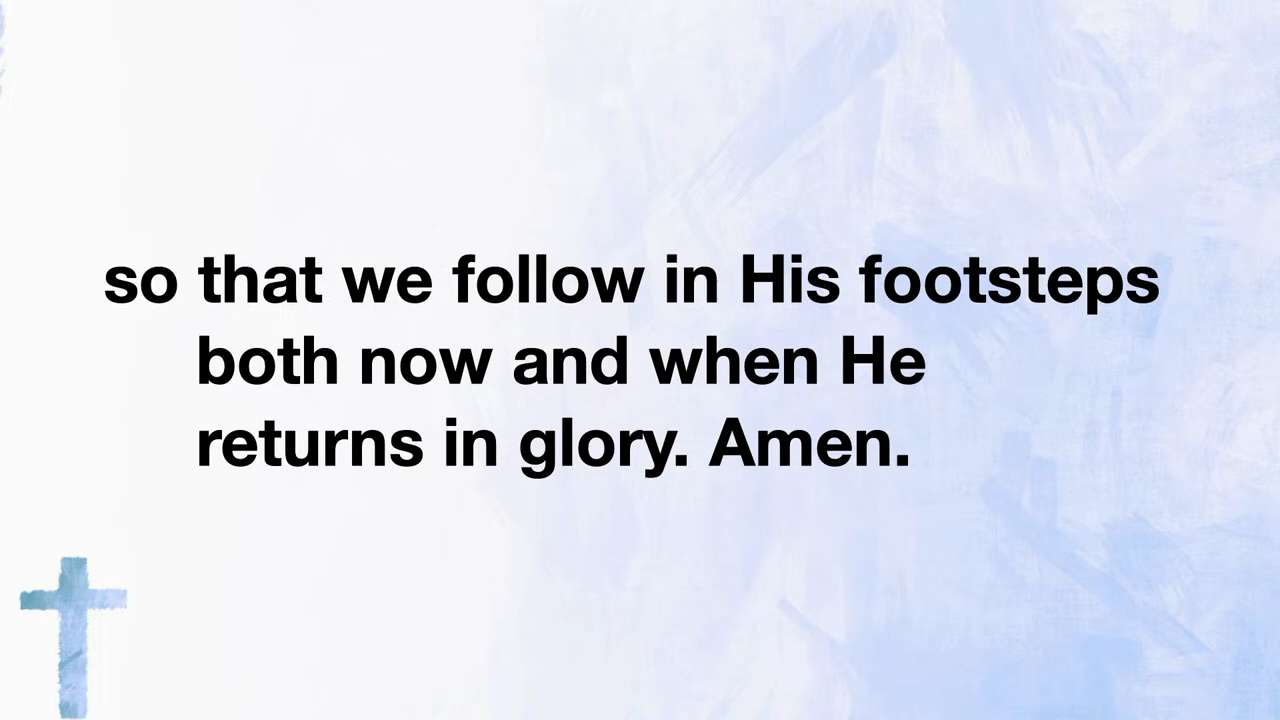 so that we follow in His footsteps
both now and when He
returns in glory. Amen.